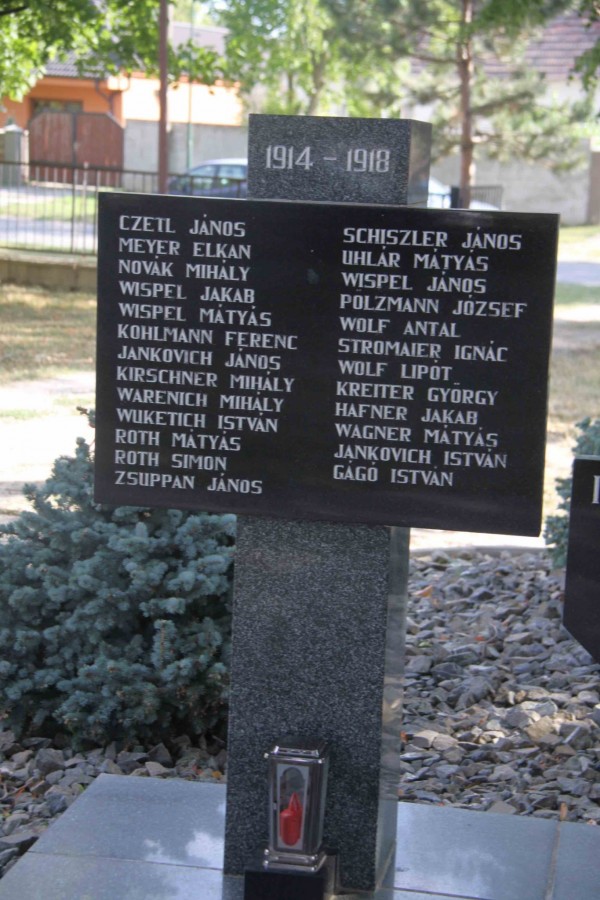 1914 - 1918
CZETL JÁNOS
MEYER ELKAN
NOVÁK MIHÁLY
WISPEL JAKAB
WISPEL MÁTYÁS
KOHLMANN FERENC
JANKOVICH JÁNOS
KIRSCHNER MIHÁLY
WARENICH MIHÁLY
WUKETICH ISTVÁN
ROTH MÁTYÁS
ROTH SIMON
ZSUPPAN JÁNOS
SCHISZLER JÁNOS
UHLÁR MÁTYÁS
WISPEL JÁNOS
PÖLZMANN JÓZSEF
WOLF ANTAL
STROMAIER IGNÁC
WOLF LIPÓT
KREITER GYÖRGY
HAFNER JAKAB
WAGNER MÁTYÁS
JANKOVICH ISTVÁN
GÁGÓ ISTVÁN